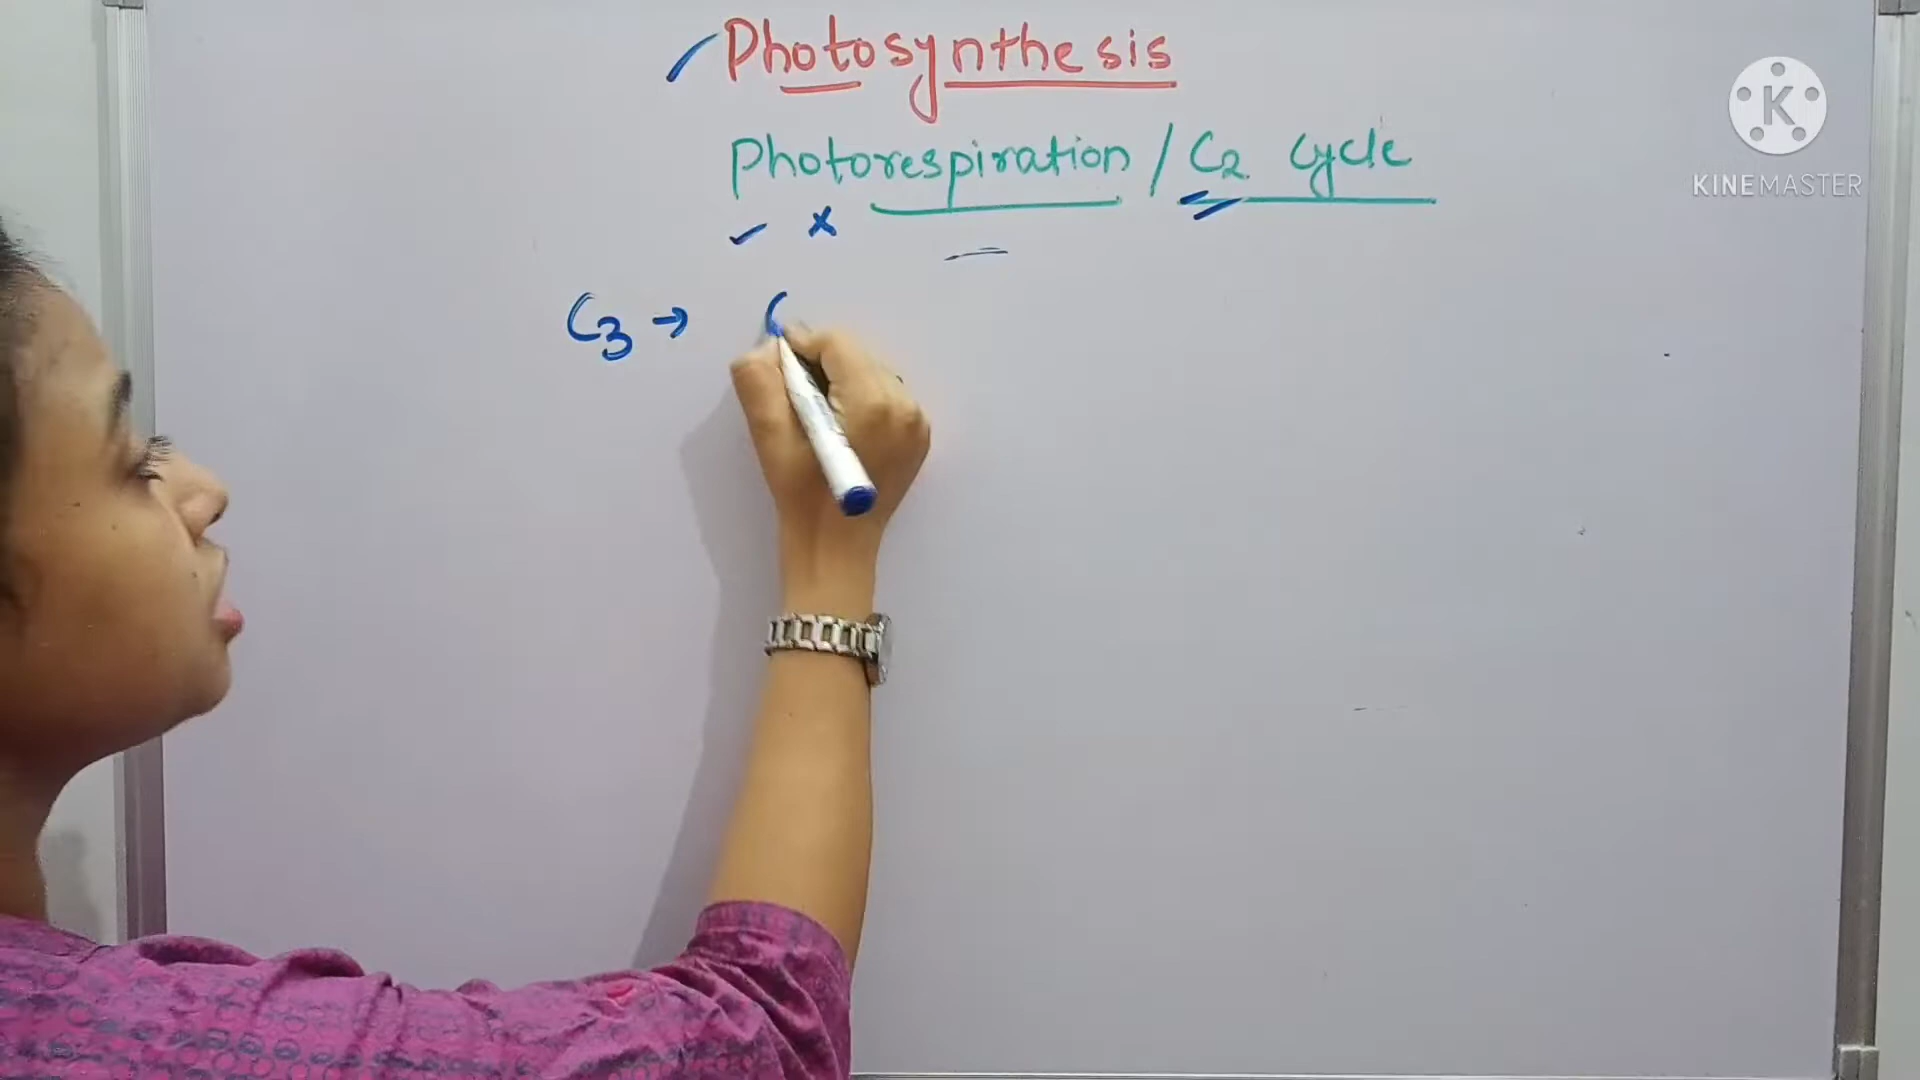 Photosynthesis
Photorespiration / C2 Cycle
✓ x
C3 → C
K
KINEMASTER